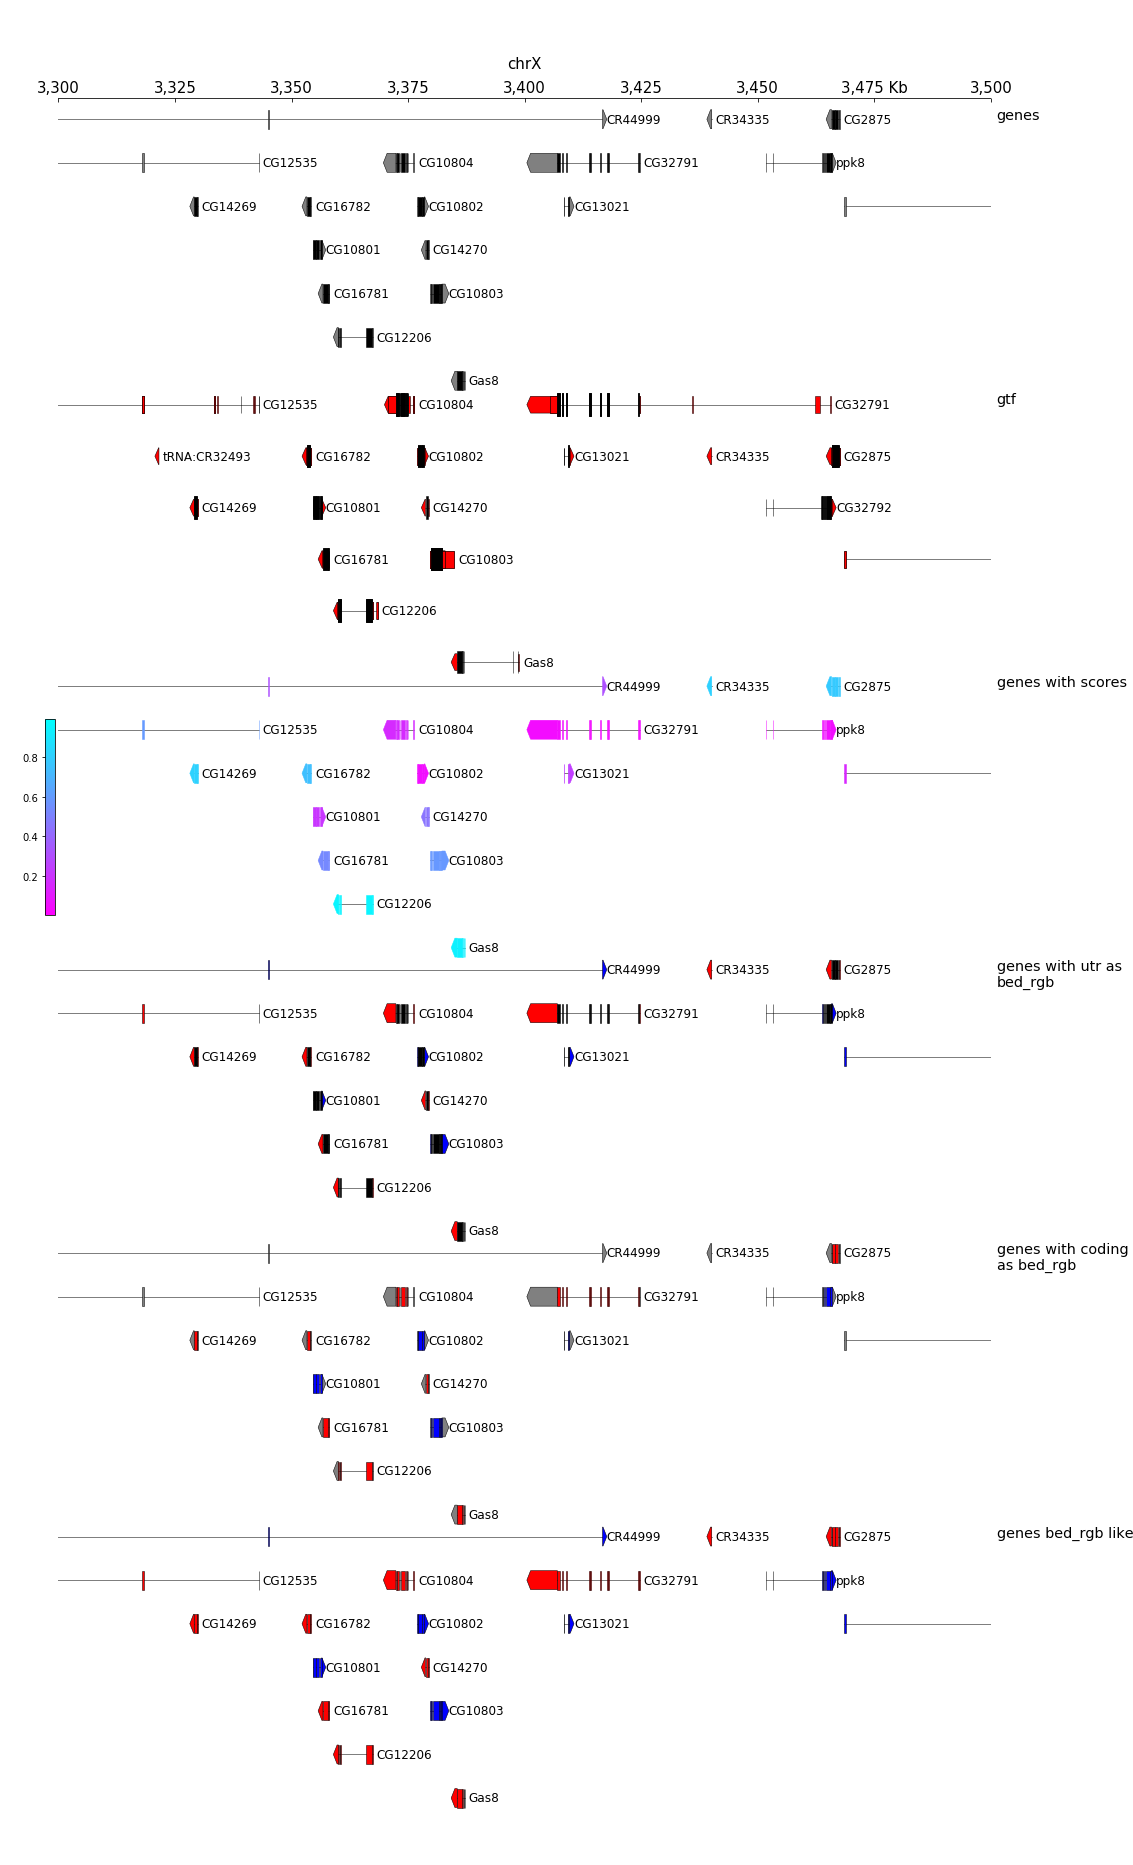 chrX
3,300 3,325 3,350 3,375 3,400 3,425 3,450 3,475 Kb 3,500
CR44999 CR34335 CG2875 genes
CG12535 CG10804 CG32791 ppk8
CG14269 CG16782 CG10802 CG13021
CG10801 CG14270
CG16781 CG10803
CG12206
Gas8
CG12535 CG10804 CG32791 gtf
tRNA:CR32493 CG16782 CG10802 CG13021 CR34335 CG2875
CG14269 CG10801 CG14270 CG32792
CG16781 CG10803
CG12206
Gas8
CR44999 CR34335 CG2875 genes with scores
CG12535 CG10804 CG32791 ppk8
0.8
CG14269 CG16782 CG10802 CG13021
0.6
CG10801 CG14270
0.4
CG16781 CG10803
0.2
CG12206
Gas8
CR44999 CR34335 CG2875 genes with utr as
bed_rgb
CG12535 CG10804 CG32791 ppk8
CG14269 CG16782 CG10802 CG13021
CG10801 CG14270
CG16781 CG10803
CG12206
Gas8
CR44999 CR34335 CG2875 genes with coding
as bed_rgb
CG12535 CG10804 CG32791 ppk8
CG14269 CG16782 CG10802 CG13021
CG10801 CG14270
CG16781 CG10803
CG12206
Gas8
CR44999 CR34335 CG2875 genes bed_rgb like
CG12535 CG10804 CG32791 ppk8
CG14269 CG16782 CG10802 CG13021
CG10801 CG14270
CG16781 CG10803
CG12206
Gas8